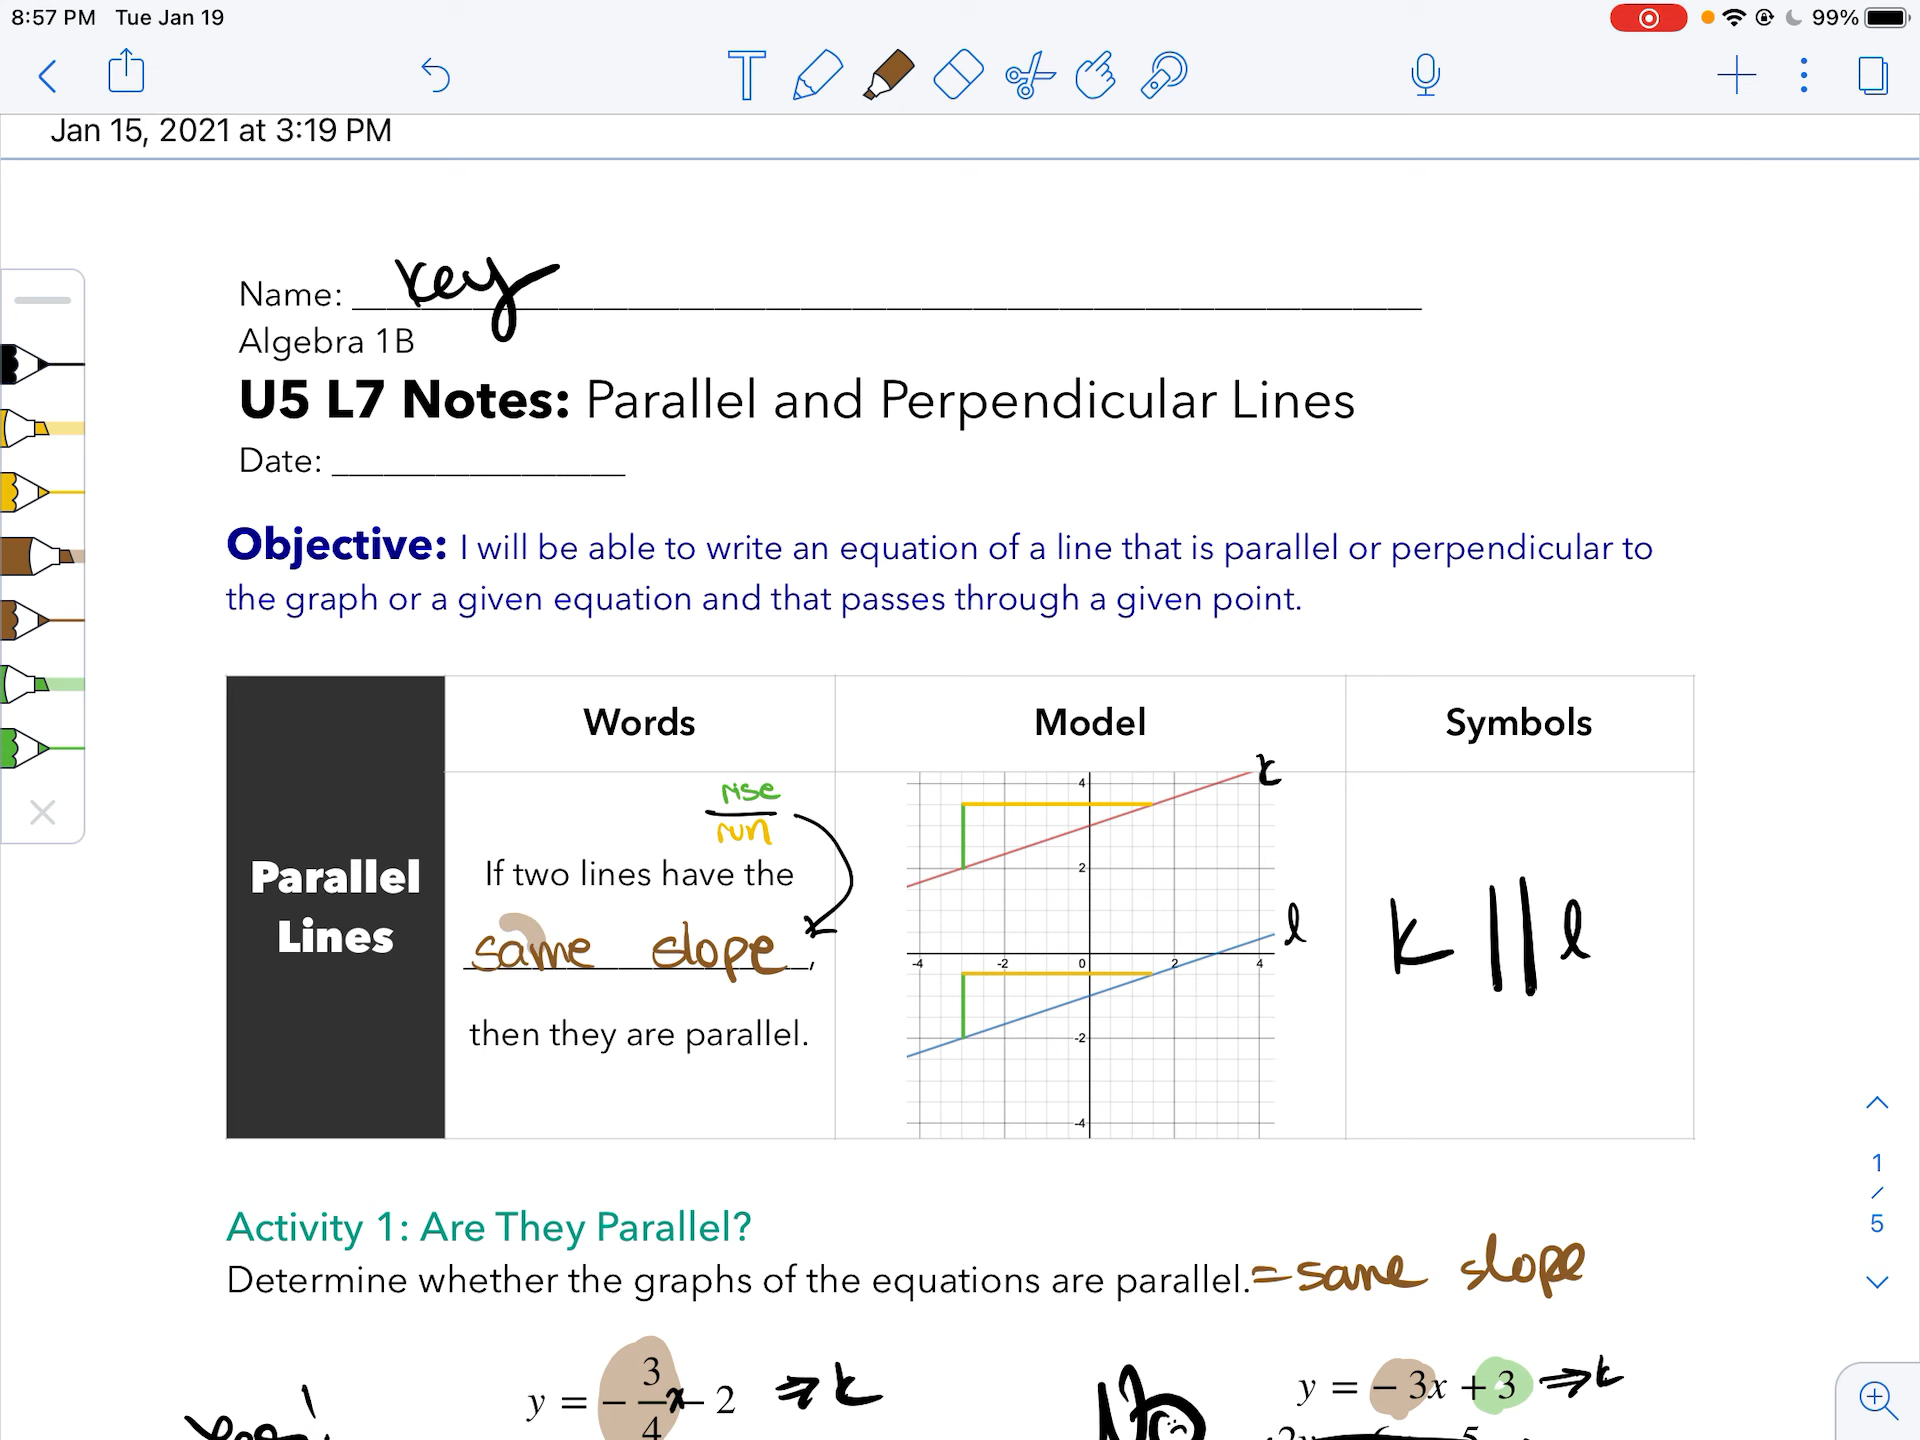 8:57 PM Tue Jan 19
99%
Jan 15, 2021 at 3:19 PM
Name: key
Algebra 1B
U5 L7 Notes: Parallel and Perpendicular Lines
Date:
Objective: I will be able to write an equation of a line that is parallel or perpendicular to
the graph or a given equation and that passes through a given point.
Words Model Symbols
Parallel
Lines
rise
run
If two lines have the
same slope,
then they are parallel.
k
l
4
2
-4 -2 0 2 4
-2
-4
k || l
1
/
5
Activity 1: Are They Parallel?
Determine whether the graphs of the equations are parallel. = same slope
y = - 3/4 x - 2 ⇒ k
No
y = - 3x + 3 ⇒ k